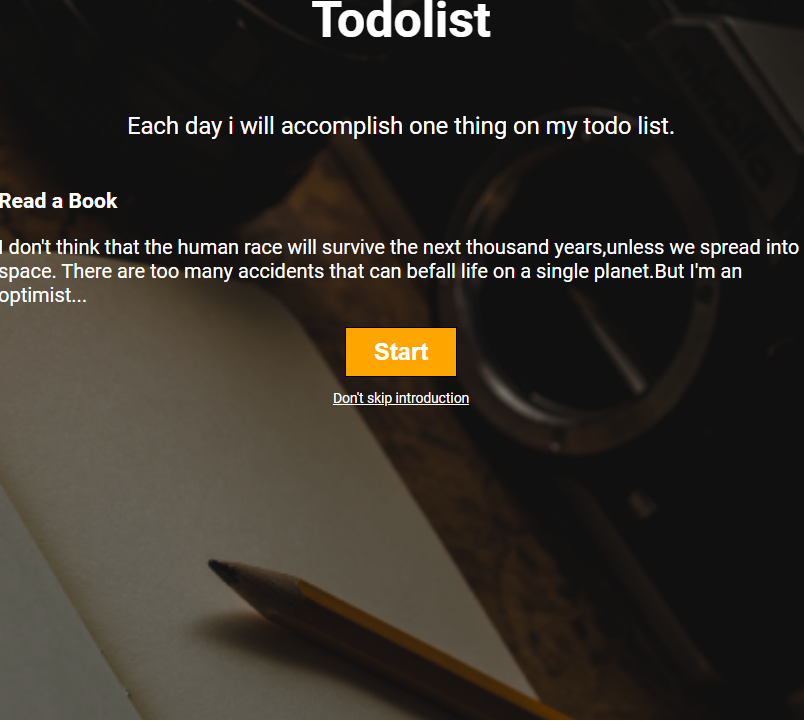 Todolist
Each day i will accomplish one thing on my todo list.
Read a Book
I don't think that the human race will survive the next thousand years,unless we spread into
space. There are too many accidents that can befall life on a single planet.But I'm an
optimist...
Start
Don't skip introduction
minolta